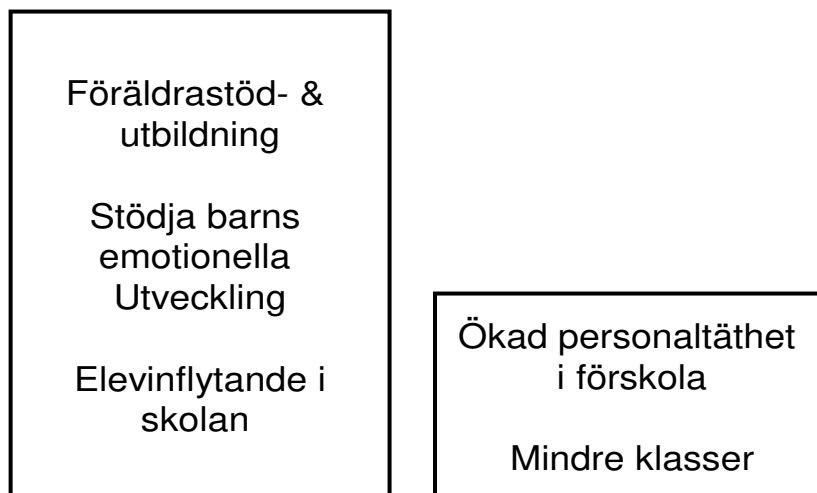 Föräldrastöd- &
utbildning
Stödja barns
emotionella
Utveckling
Elevinflytande i
skolan
Ökad personaltäthet
i förskola
Mindre klasser